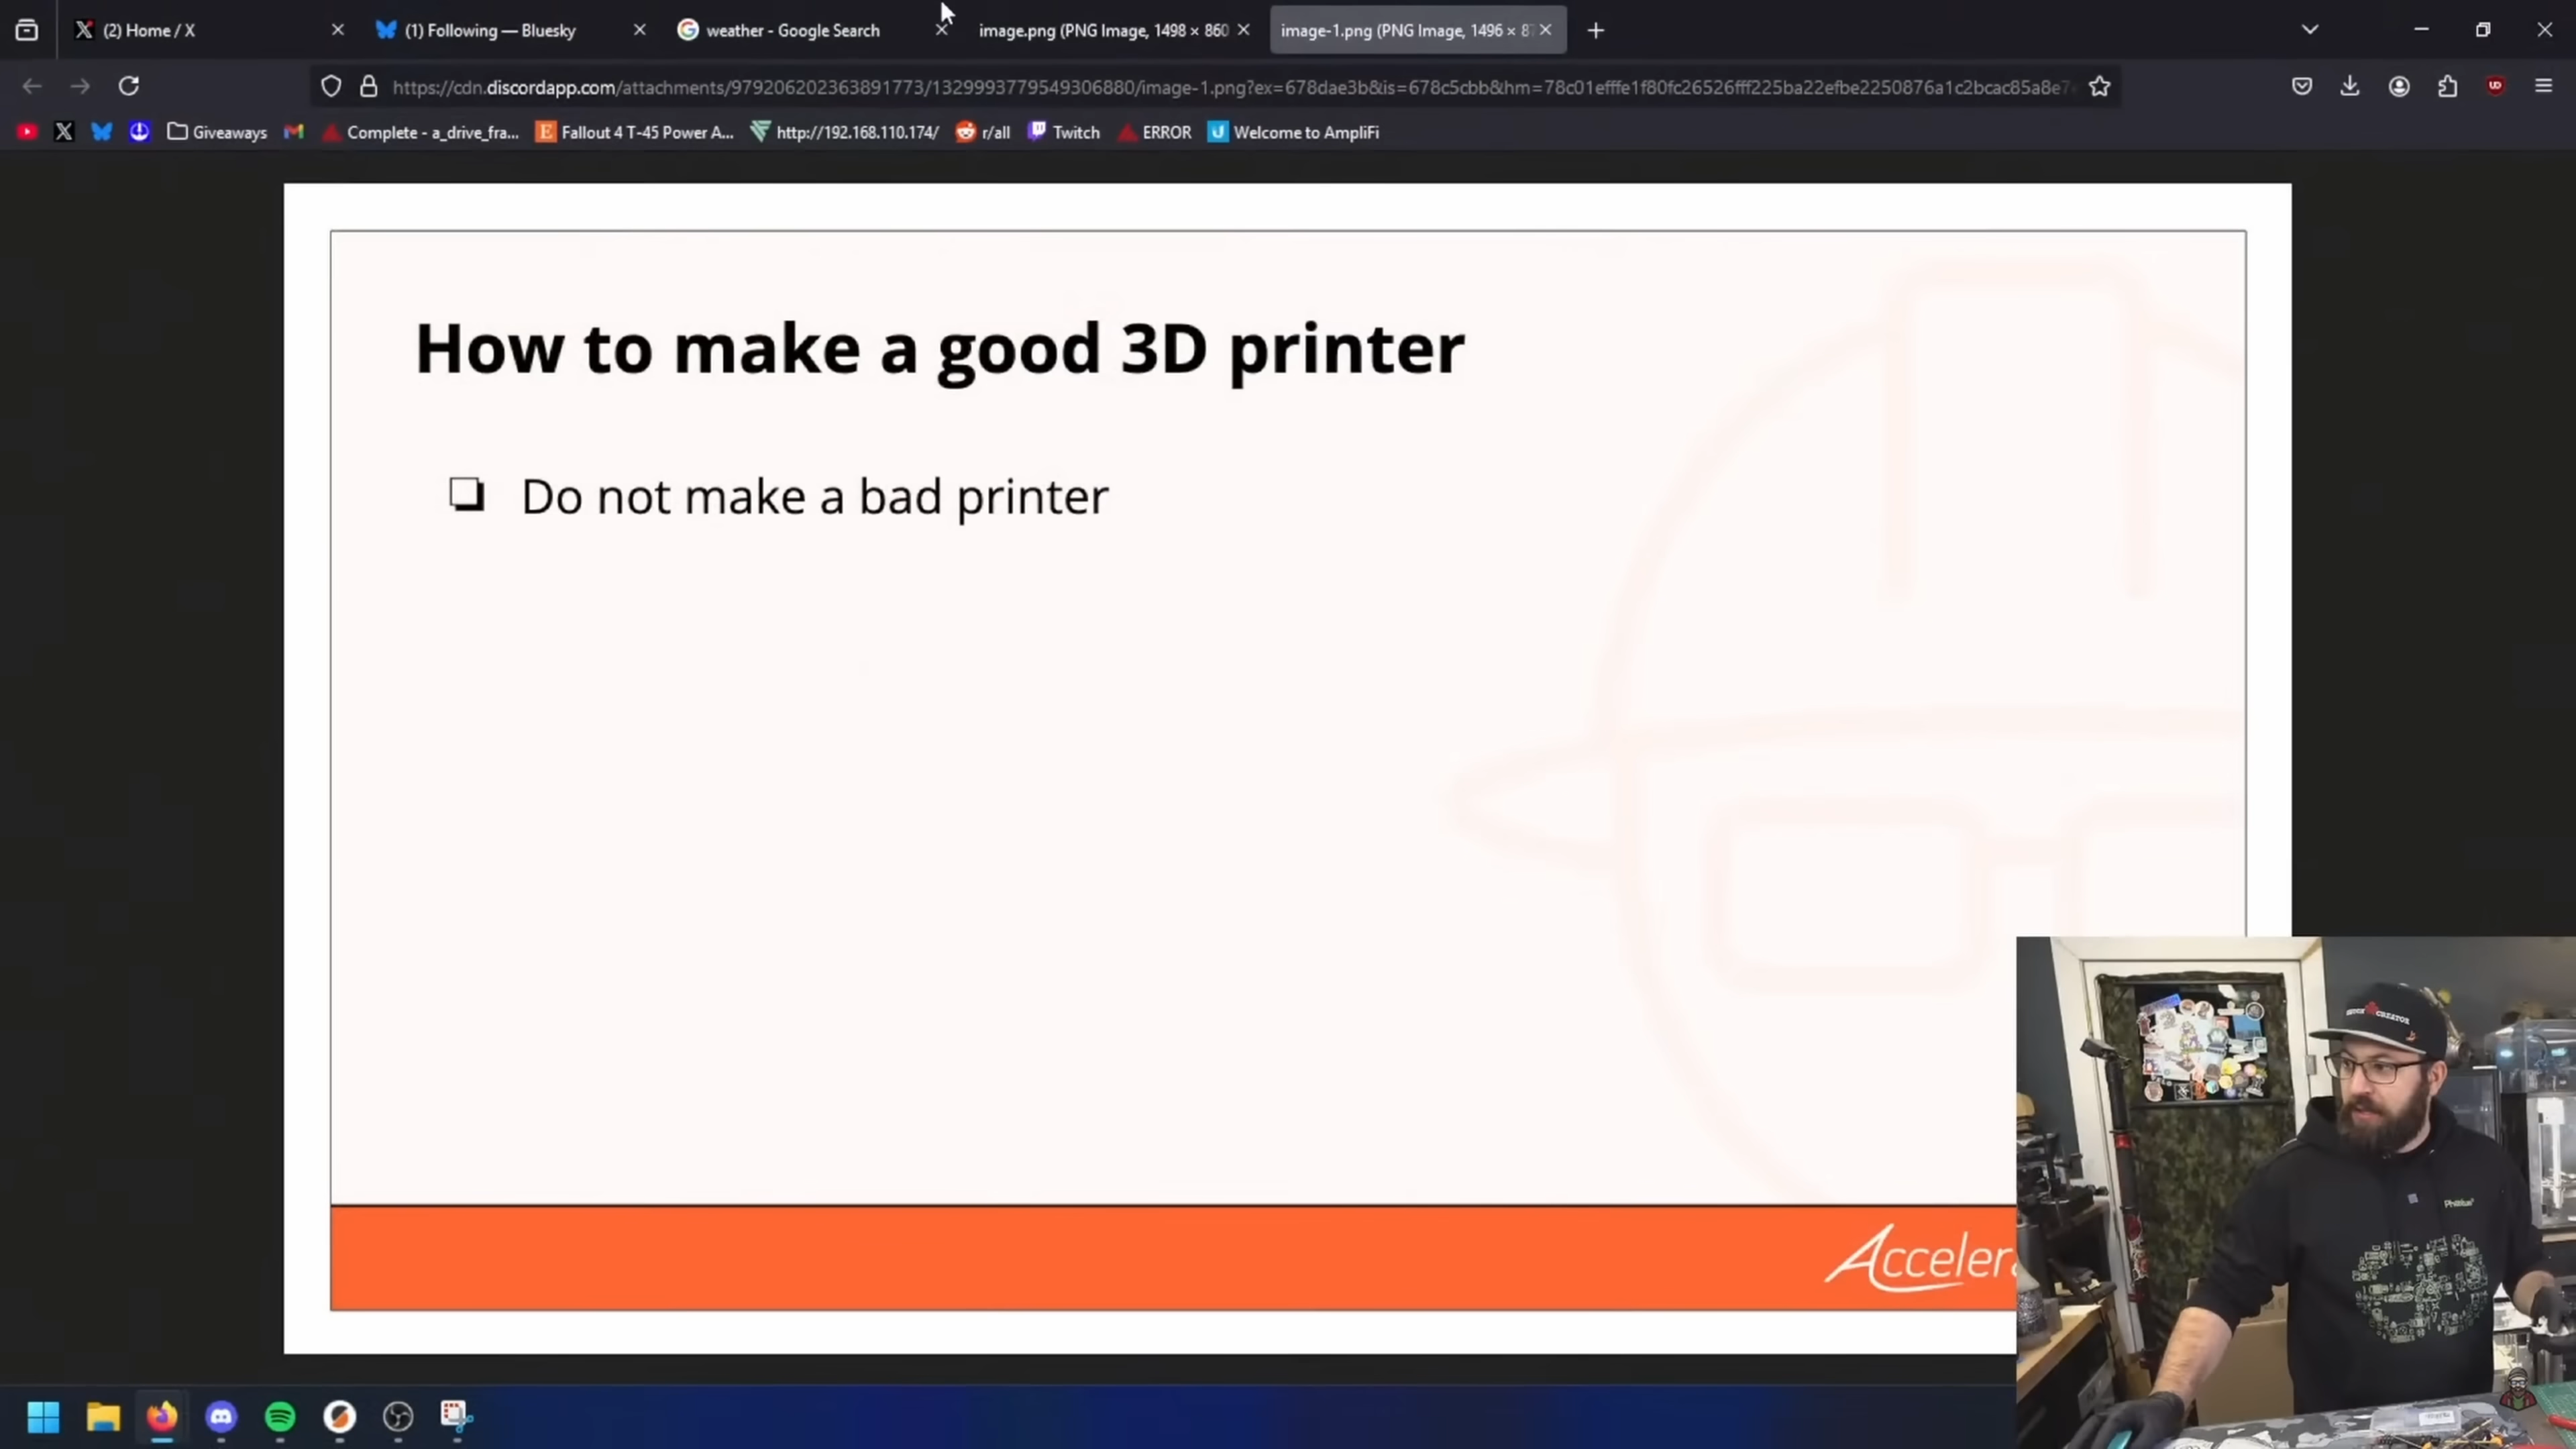 (2) Home / X
(1) Following — Bluesky
weather - Google Search
image.png (PNG Image, 1498 × 860
image-1.png (PNG Image, 1496 × 8
https://cdn.discordapp.com/attachments/979206202363891773/1329993779549306880/image-1.png?ex=678dae3b&is=678c5cbb&hm=78c01efffe1f80fc26526fff225ba22efbe2250876a1c2bcac85a8e7
Giveaways
Complete - a_drive_fra...
Fallout 4 T-45 Power A...
http://192.168.110.174/
r/all
Twitch
ERROR
Welcome to AmpliFi
How to make a good 3D printer
Do not make a bad printer
Acceler